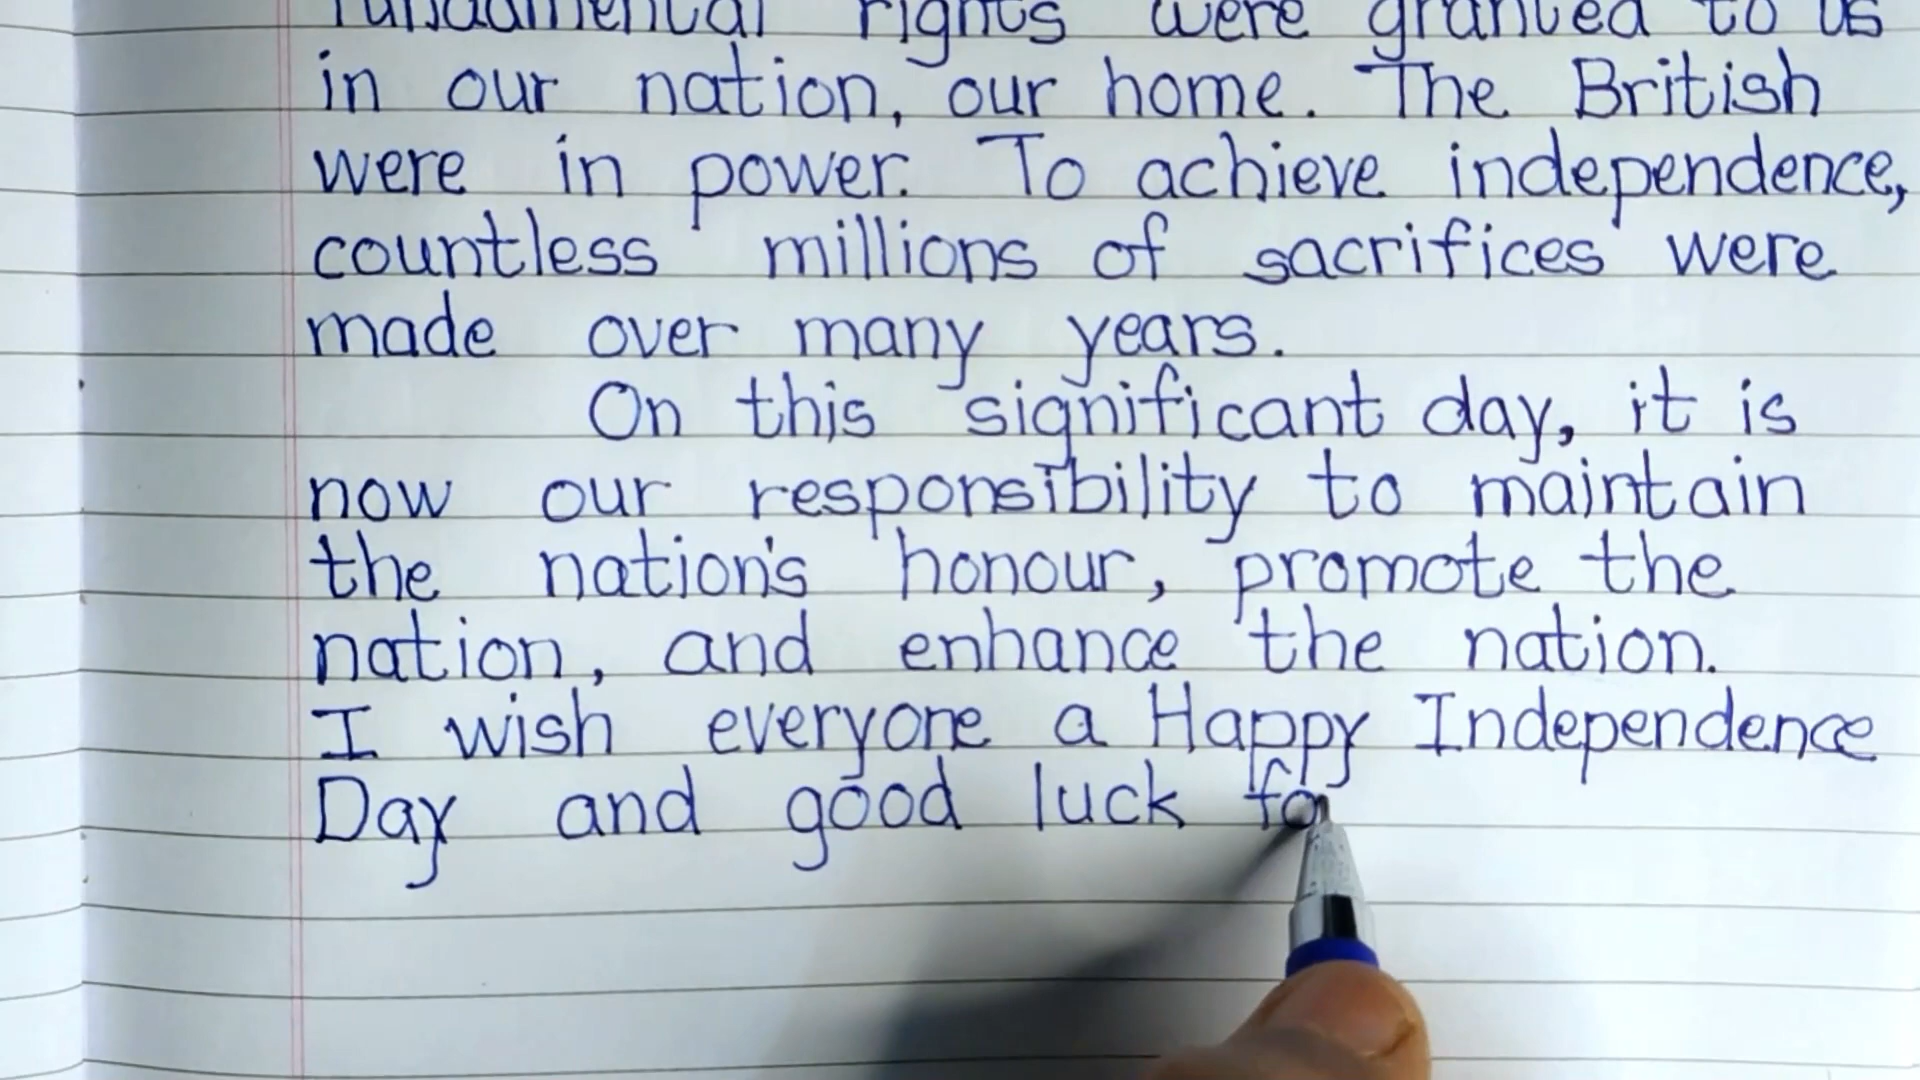 fundamental rights were granted to us
in our nation, our home. The British
were in power. To achieve independence,
countless millions of sacrifices were
made over many years.
On this significant day, it is
now our responsibility to maintain
the nation's honour, promote the
nation, and enhance the nation.
I wish everyone a Happy Independence
Day and good luck fo